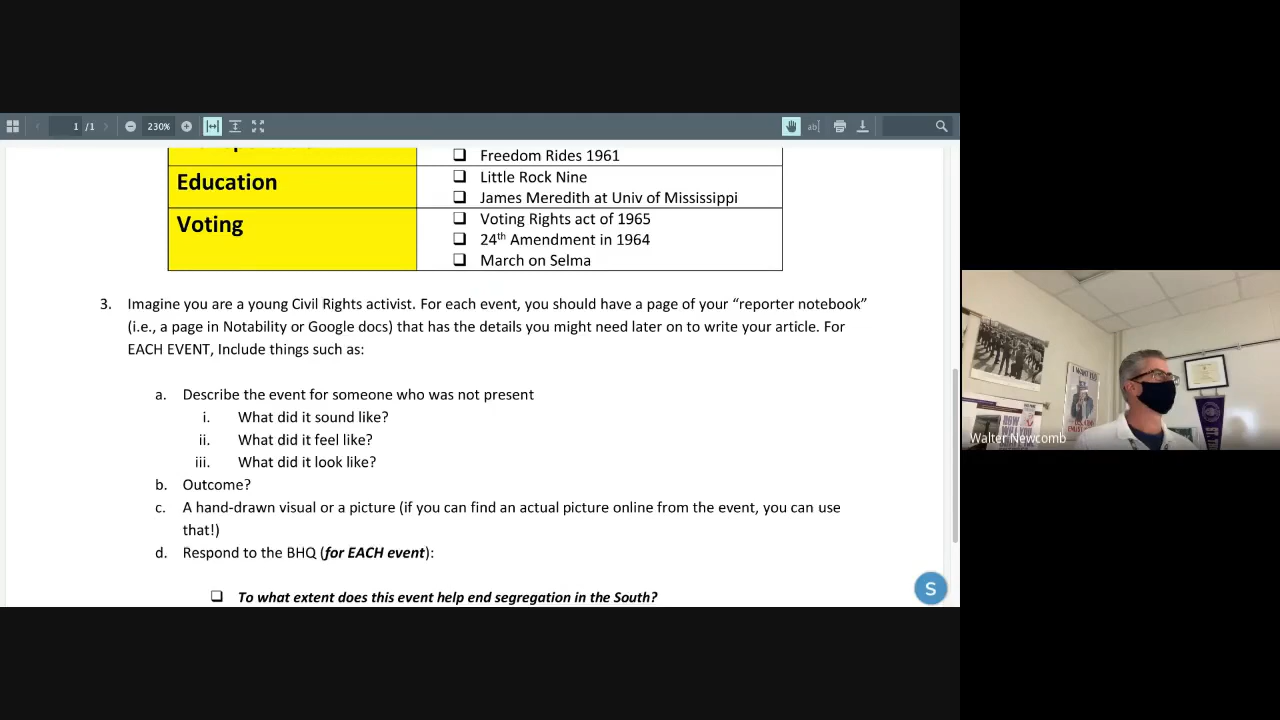 1 /1
230%
ab
Freedom Rides 1961
Education
Little Rock Nine
James Meredith at Univ of Mississippi
Voting
Voting Rights act of 1965
24th Amendment in 1964
March on Selma
3. Imagine you are a young Civil Rights activist. For each event, you should have a page of your “reporter notebook”
(i.e., a page in Notability or Google docs) that has the details you might need later on to write your article. For
EACH EVENT, Include things such as:
a. Describe the event for someone who was not present
i. What did it sound like?
ii. What did it feel like?
iii. What did it look like?
b. Outcome?
c. A hand-drawn visual or a picture (if you can find an actual picture online from the event, you can use
that!)
d. Respond to the BHQ (for EACH event):
To what extent does this event help end segregation in the South?
S
I WANT YOU
Walter Newcomb